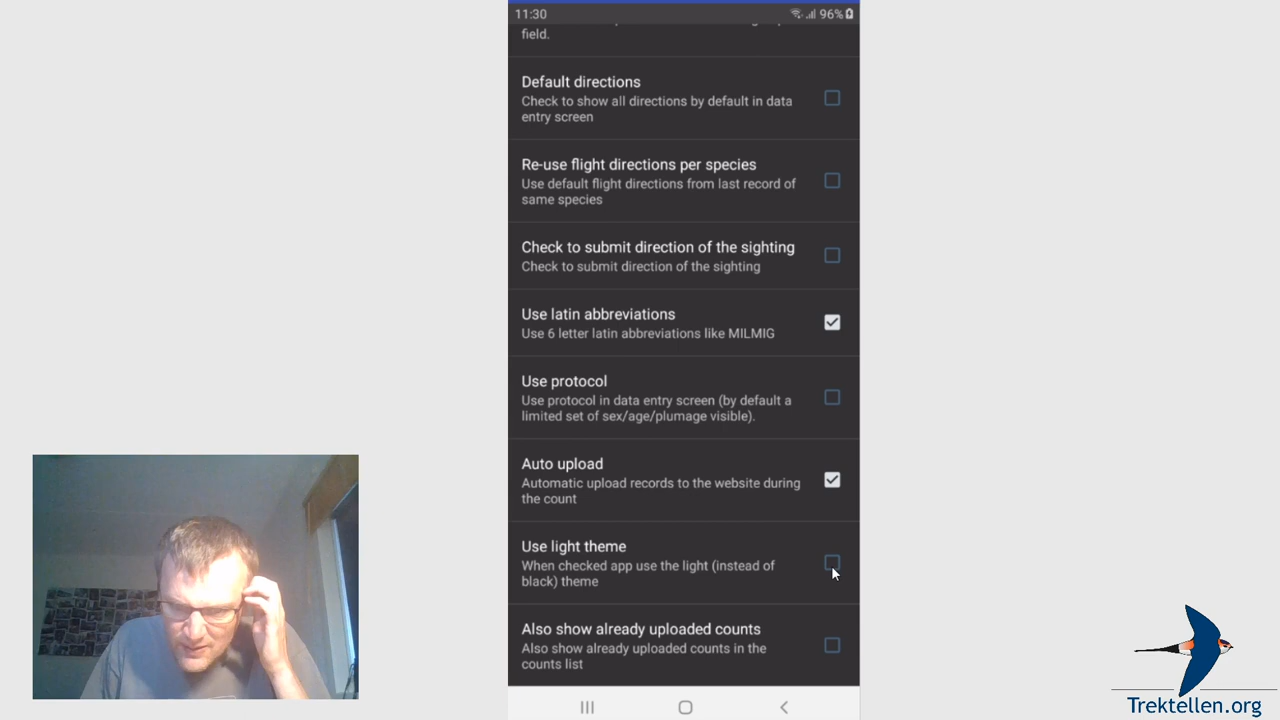 11:30
96%
field.
Default directions
Check to show all directions by default in data
entry screen
Re-use flight directions per species
Use default flight directions from last record of
same species
Check to submit direction of the sighting
Check to submit direction of the sighting
Use latin abbreviations
Use 6 letter latin abbreviations like MILMIG
Use protocol
Use protocol in data entry screen (by default a
limited set of sex/age/plumage visible).
Auto upload
Automatic upload records to the website during
the count
Use light theme
When checked app use the light (instead of
black) theme
Also show already uploaded counts
Also show already uploaded counts in the
counts list
Trektellen.org